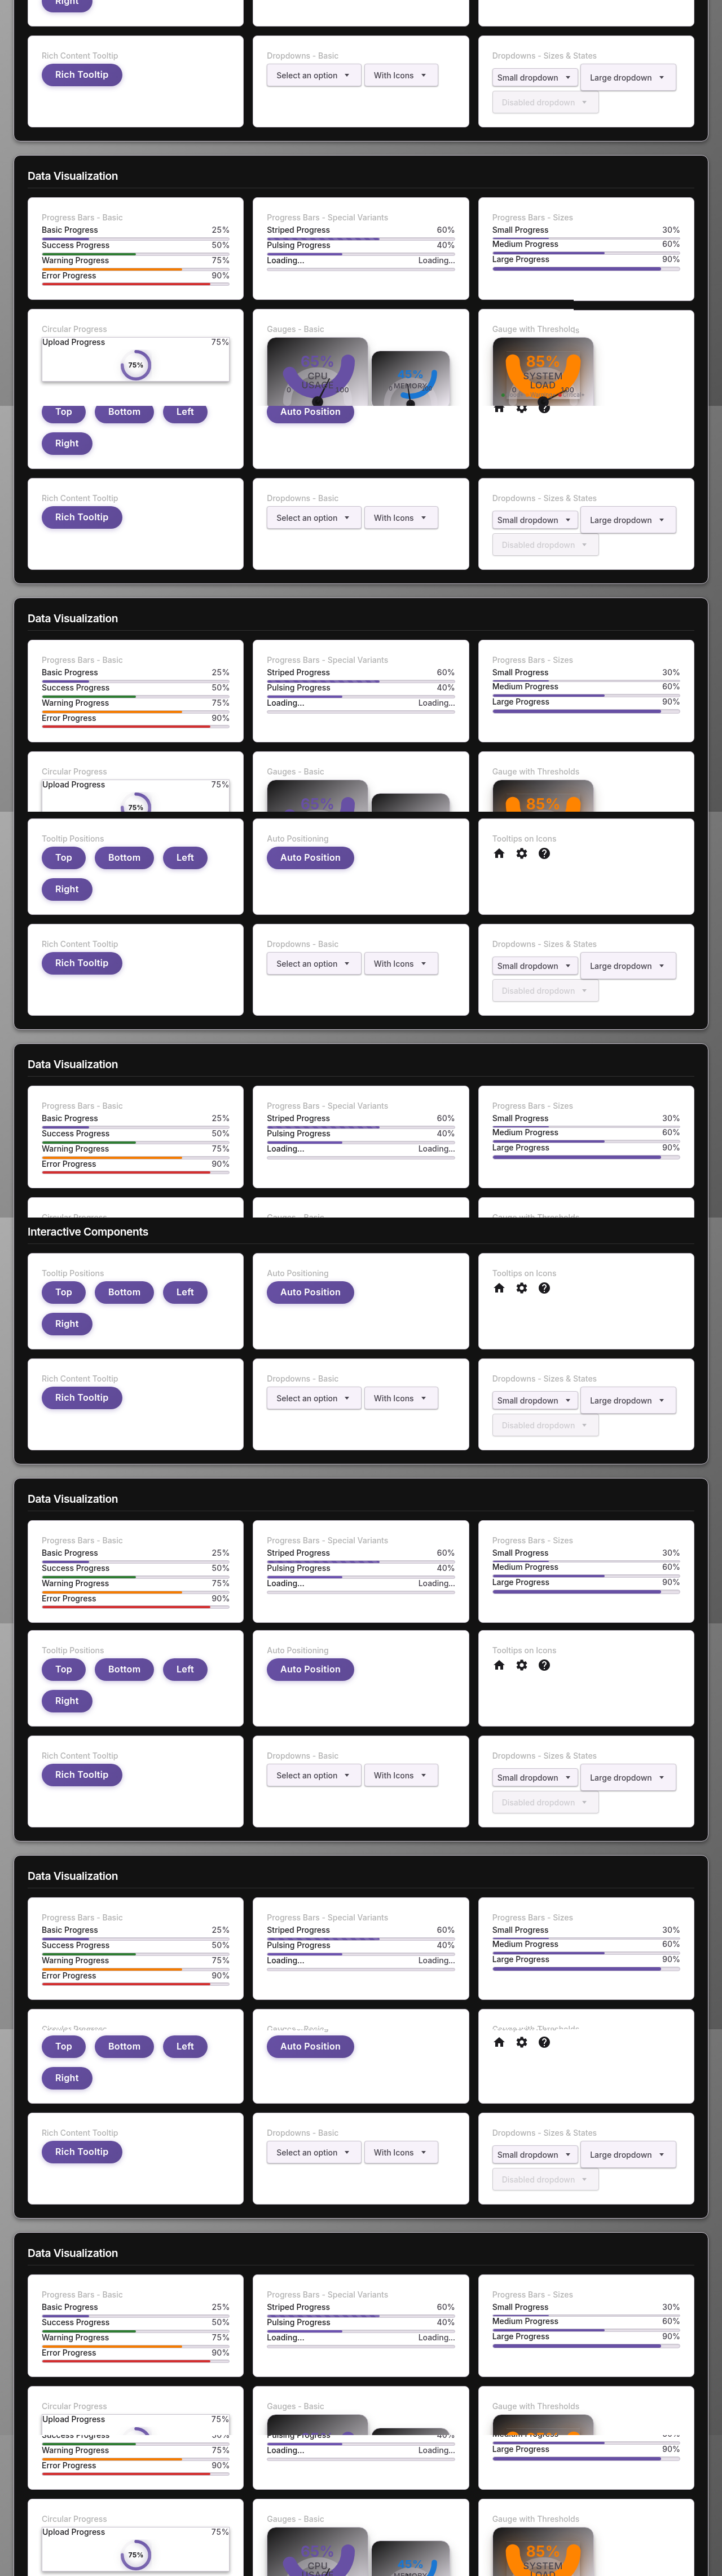 Right
Rich Content Tooltip
Dropdowns - Basic
Dropdowns - Sizes & States
Rich Tooltip
Select an option
With Icons
Small dropdown
Large dropdown
Disabled dropdown
Data Visualization
Progress Bars - Basic
Progress Bars - Special Variants
Progress Bars - Sizes
Basic Progress 25%
Striped Progress 60%
Small Progress 30%
Success Progress 50%
Pulsing Progress 40%
Medium Progress 60%
Warning Progress 75%
Loading... Loading...
Large Progress 90%
Error Progress 90%
Circular Progress
Gauges - Basic
Gauge with Thresholds
Upload Progress 75%
75%
65%
CPU
USAGE
0 100
45%
MEMORY
85%
SYSTEM
LOAD
0 100
Top
Bottom
Left
Auto Position
Right
Rich Content Tooltip
Dropdowns - Basic
Dropdowns - Sizes & States
Rich Tooltip
Select an option
With Icons
Small dropdown
Large dropdown
Disabled dropdown
Data Visualization
Progress Bars - Basic
Progress Bars - Special Variants
Progress Bars - Sizes
Basic Progress 25%
Striped Progress 60%
Small Progress 30%
Success Progress 50%
Pulsing Progress 40%
Medium Progress 60%
Warning Progress 75%
Loading... Loading...
Large Progress 90%
Error Progress 90%
Circular Progress
Gauges - Basic
Gauge with Thresholds
Upload Progress 75%
75%
65%
85%
Tooltip Positions
Auto Positioning
Tooltips on Icons
Top
Bottom
Left
Auto Position
Right
Rich Content Tooltip
Dropdowns - Basic
Dropdowns - Sizes & States
Rich Tooltip
Select an option
With Icons
Small dropdown
Large dropdown
Disabled dropdown
Data Visualization
Progress Bars - Basic
Progress Bars - Special Variants
Progress Bars - Sizes
Basic Progress 25%
Striped Progress 60%
Small Progress 30%
Success Progress 50%
Pulsing Progress 40%
Medium Progress 60%
Warning Progress 75%
Loading... Loading...
Large Progress 90%
Error Progress 90%
Circular Progress
Gauges - Basic
Gauge with Thresholds
Interactive Components
Tooltip Positions
Auto Positioning
Tooltips on Icons
Top
Bottom
Left
Auto Position
Right
Rich Content Tooltip
Dropdowns - Basic
Dropdowns - Sizes & States
Rich Tooltip
Select an option
With Icons
Small dropdown
Large dropdown
Disabled dropdown
Data Visualization
Progress Bars - Basic
Progress Bars - Special Variants
Progress Bars - Sizes
Basic Progress 25%
Striped Progress 60%
Small Progress 30%
Success Progress 50%
Pulsing Progress 40%
Medium Progress 60%
Warning Progress 75%
Loading... Loading...
Large Progress 90%
Error Progress 90%
Tooltip Positions
Auto Positioning
Tooltips on Icons
Top
Bottom
Left
Auto Position
Right
Rich Content Tooltip
Dropdowns - Basic
Dropdowns - Sizes & States
Rich Tooltip
Select an option
With Icons
Small dropdown
Large dropdown
Disabled dropdown
Data Visualization
Progress Bars - Basic
Progress Bars - Special Variants
Progress Bars - Sizes
Basic Progress 25%
Striped Progress 60%
Small Progress 30%
Success Progress 50%
Pulsing Progress 40%
Medium Progress 60%
Warning Progress 75%
Loading... Loading...
Large Progress 90%
Error Progress 90%
Top
Bottom
Left
Auto Position
Right
Rich Content Tooltip
Dropdowns - Basic
Dropdowns - Sizes & States
Rich Tooltip
Select an option
With Icons
Small dropdown
Large dropdown
Disabled dropdown
Data Visualization
Progress Bars - Basic
Progress Bars - Special Variants
Progress Bars - Sizes
Basic Progress 25%
Striped Progress 60%
Small Progress 30%
Success Progress 50%
Pulsing Progress 40%
Medium Progress 60%
Warning Progress 75%
Loading... Loading...
Large Progress 90%
Error Progress 90%
Circular Progress
Gauges - Basic
Gauge with Thresholds
Upload Progress 75%
Success Progress 50%
Pulsing Progress 40%
Medium Progress 60%
Warning Progress 75%
Loading... Loading...
Large Progress 90%
Error Progress 90%
Circular Progress
Gauges - Basic
Gauge with Thresholds
Upload Progress 75%
75%
65%
CPU
USAGE
45%
85%
SYSTEM
LOAD